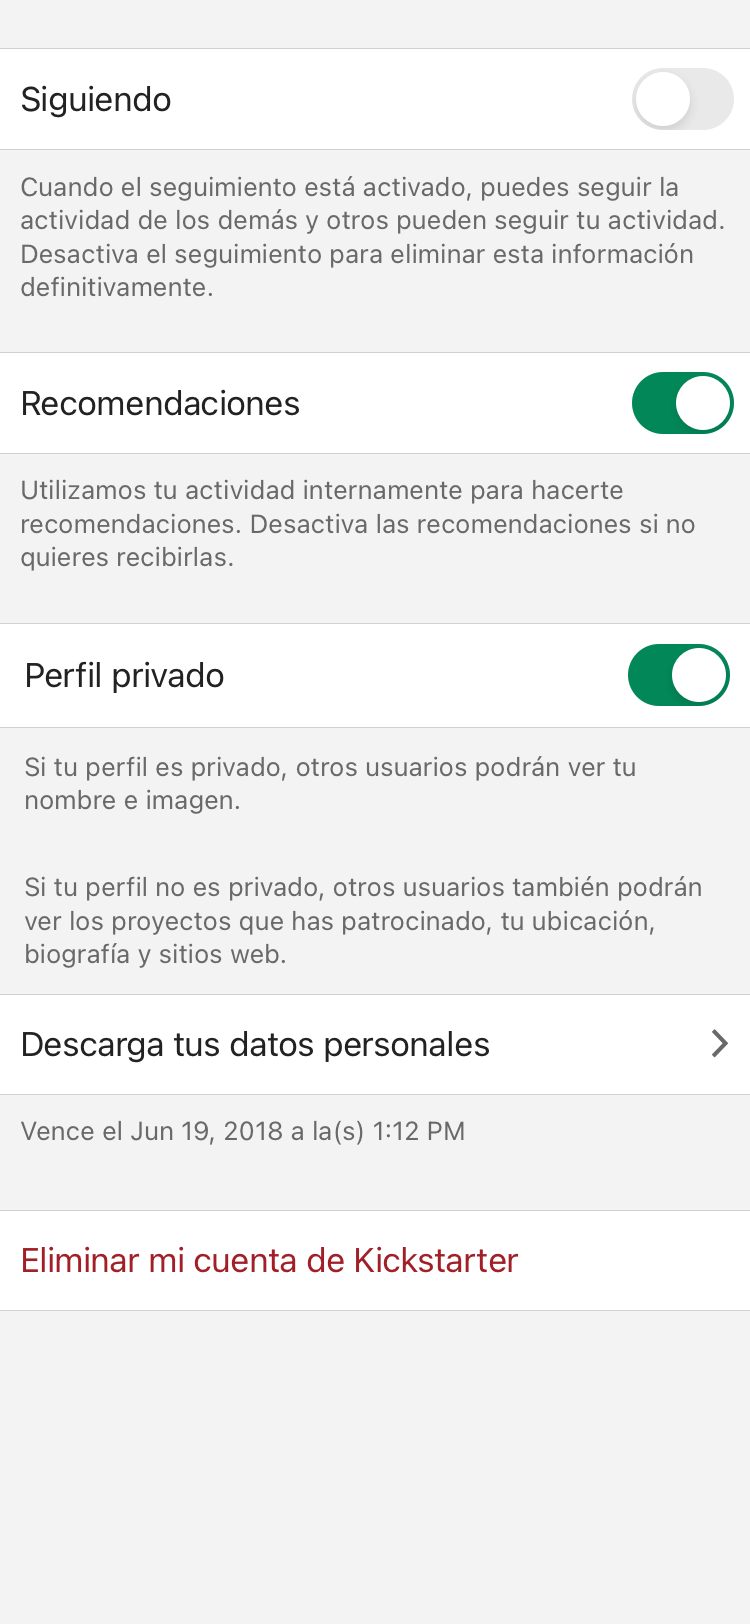 Siguiendo
Cuando el seguimiento está activado, puedes seguir la
actividad de los demás y otros pueden seguir tu actividad.
Desactiva el seguimiento para eliminar esta información
definitivamente.
Recomendaciones
Utilizamos tu actividad internamente para hacerte
recomendaciones. Desactiva las recomendaciones si no
quieres recibirlas.
Perfil privado
Si tu perfil es privado, otros usuarios podrán ver tu
nombre e imagen.
Si tu perfil no es privado, otros usuarios también podrán
ver los proyectos que has patrocinado, tu ubicación,
biografía y sitios web.
Descarga tus datos personales
Vence el Jun 19, 2018 a la(s) 1:12 PM
Eliminar mi cuenta de Kickstarter